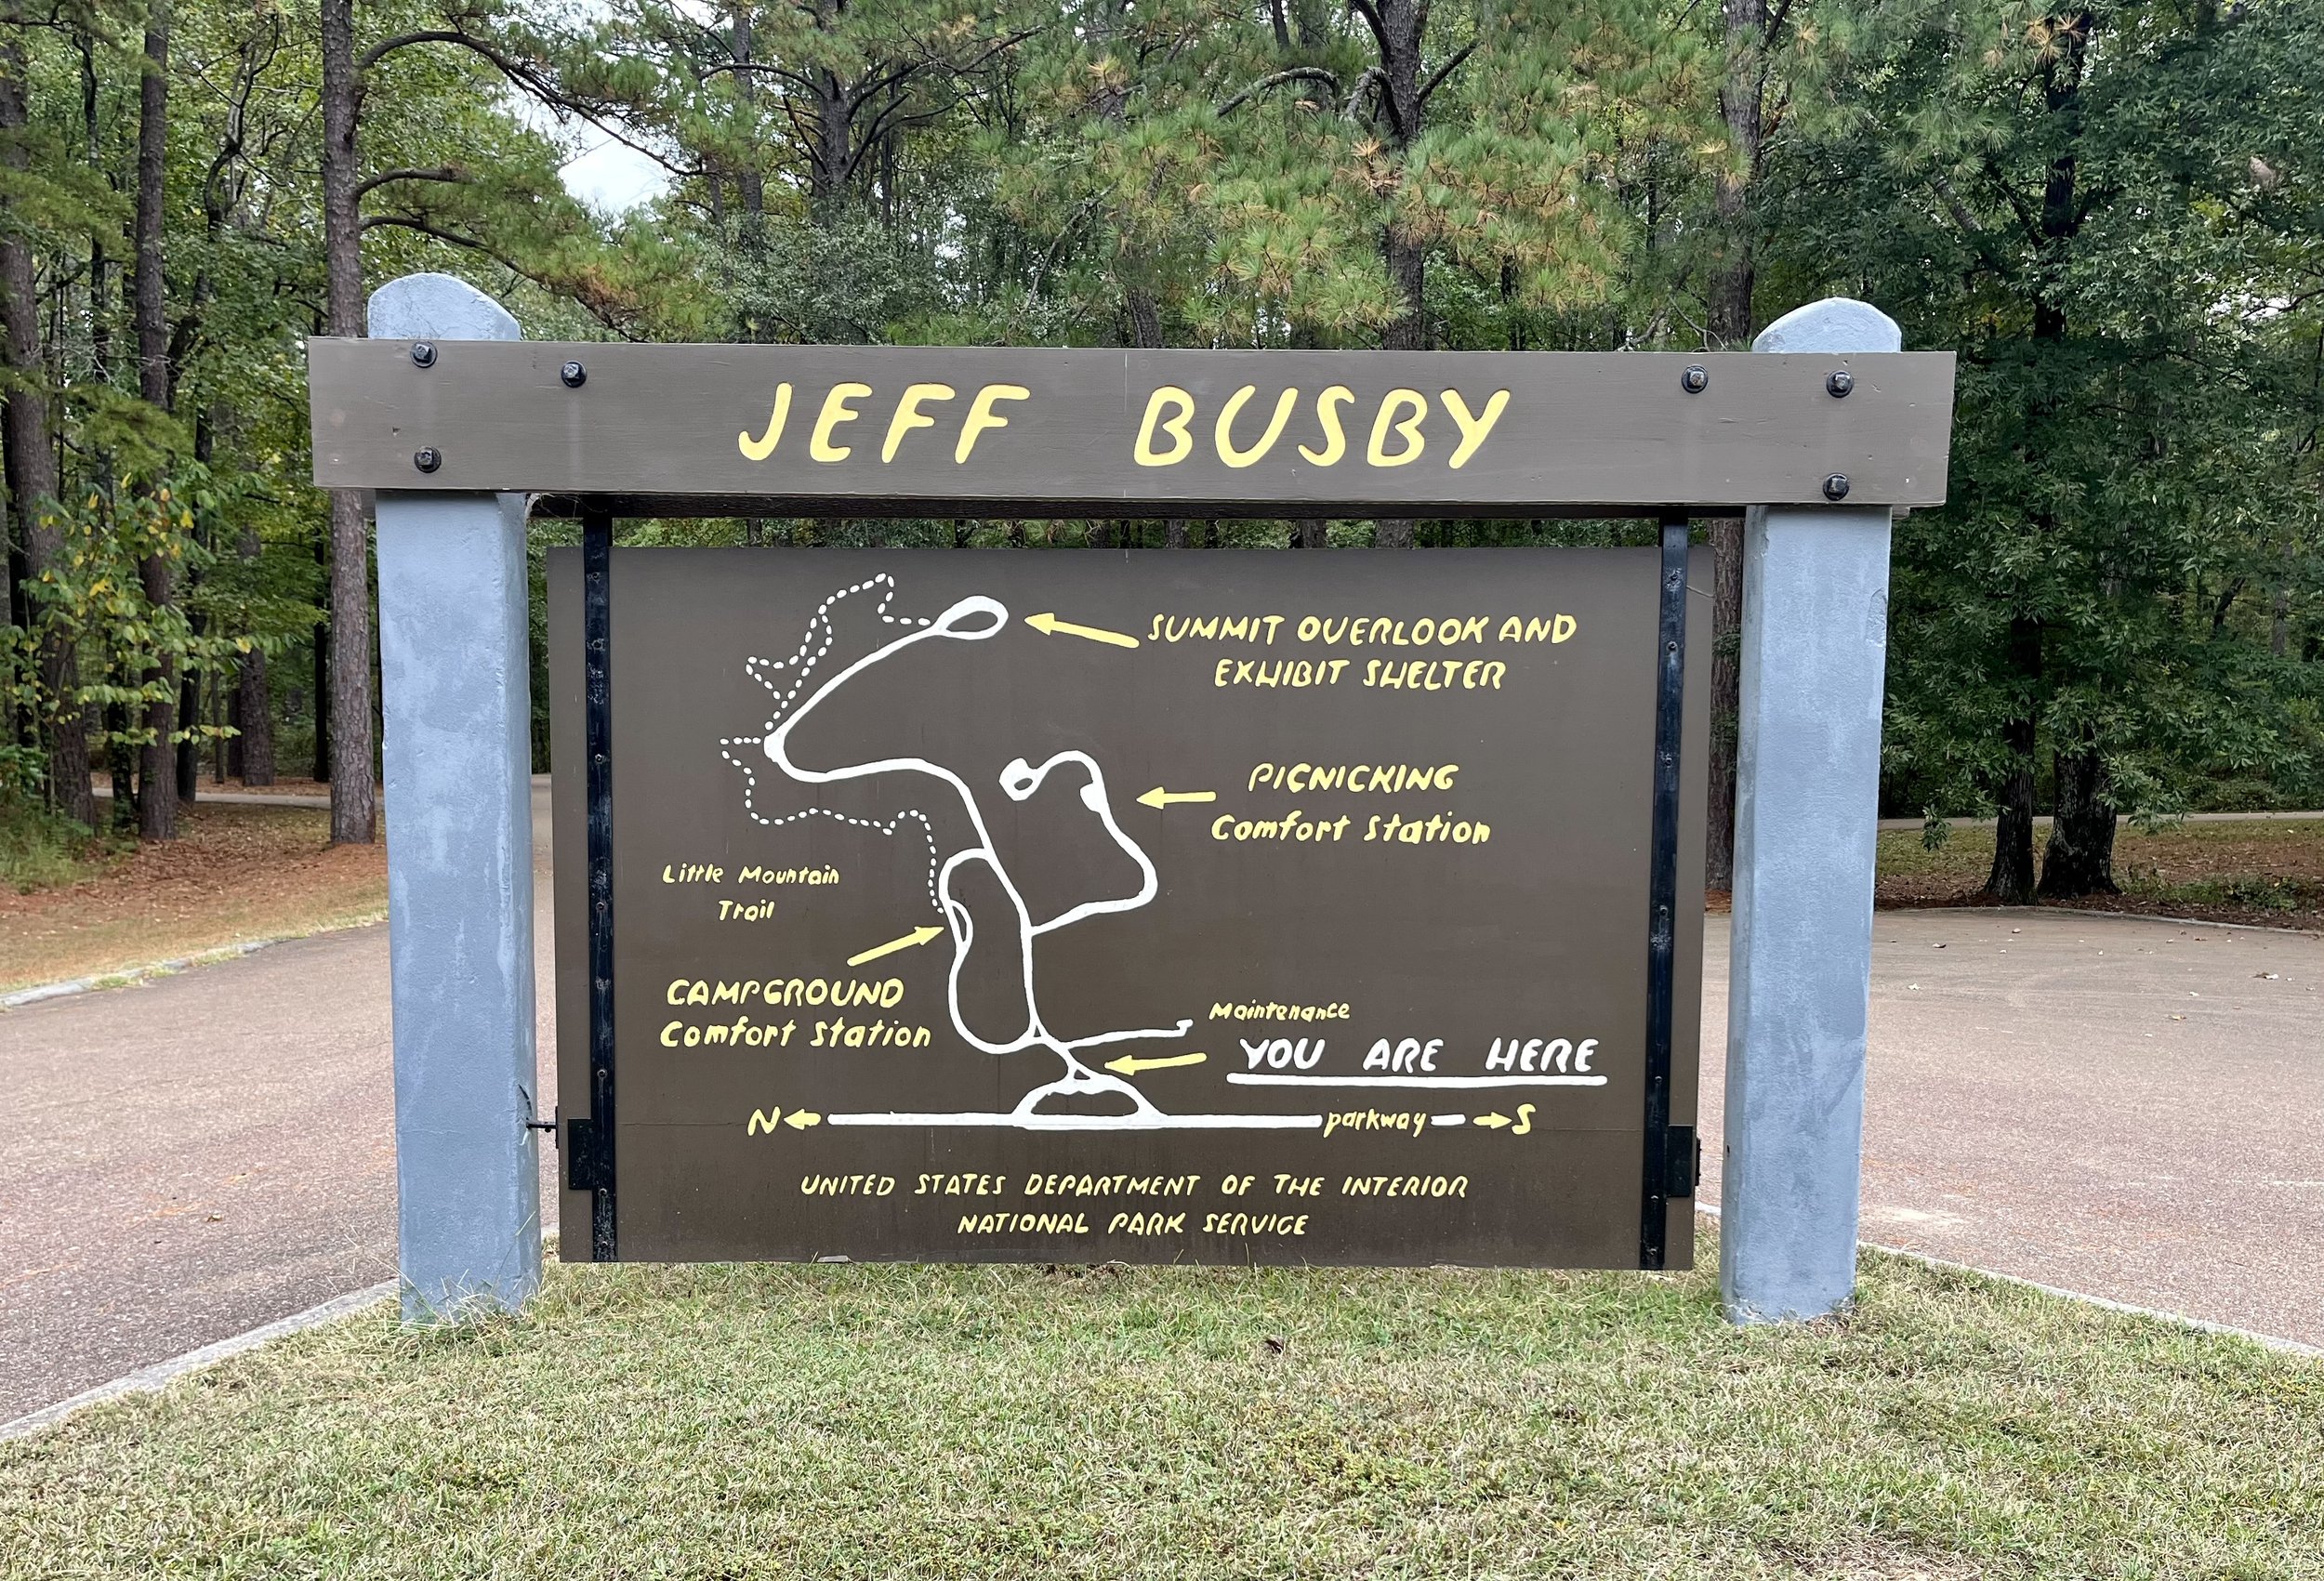 JEFF BUSBY
SUMMIT OVERLOOK AND
EXHIBIT SHELTER
PICNICKING
Comfort Station
Little Mountain
Trail
CAMPGROUND
Comfort Station
Maintenance
YOU ARE HERE
N parkway S
UNITED STATES DEPARTMENT OF THE INTERIOR
NATIONAL PARK SERVICE